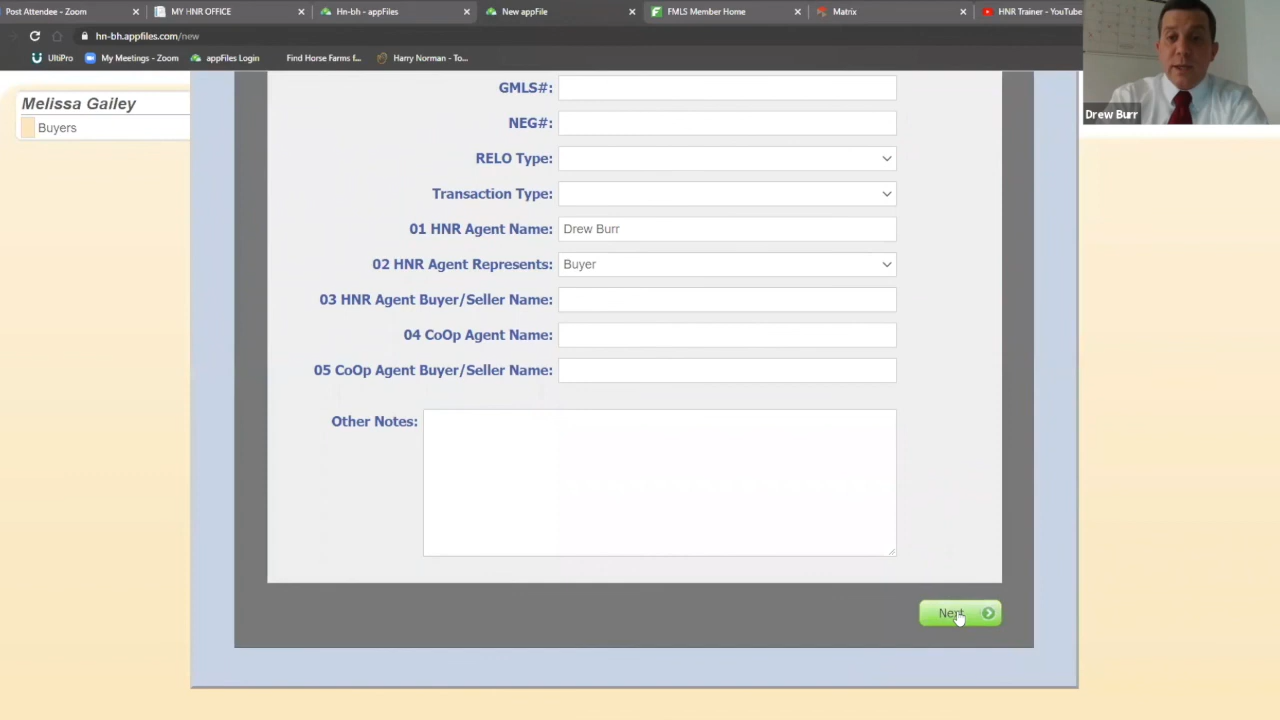 Post Attendee - Zoom
MY HNR OFFICE
Hn-bh - appFiles
New appFile
FMLS Member Home
Matrix
HNR Trainer - YouTube
hn-bh.appfiles.com/new
UltiPro
My Meetings - Zoom
appFiles Login
Find Horse Farms f...
Harry Norman - To...
Drew Burr
Melissa Gailey
Buyers
GMLS#:
NEG#:
RELO Type:
Transaction Type:
01 HNR Agent Name: Drew Burr
02 HNR Agent Represents: Buyer
03 HNR Agent Buyer/Seller Name:
04 CoOp Agent Name:
05 CoOp Agent Buyer/Seller Name:
Other Notes:
Next